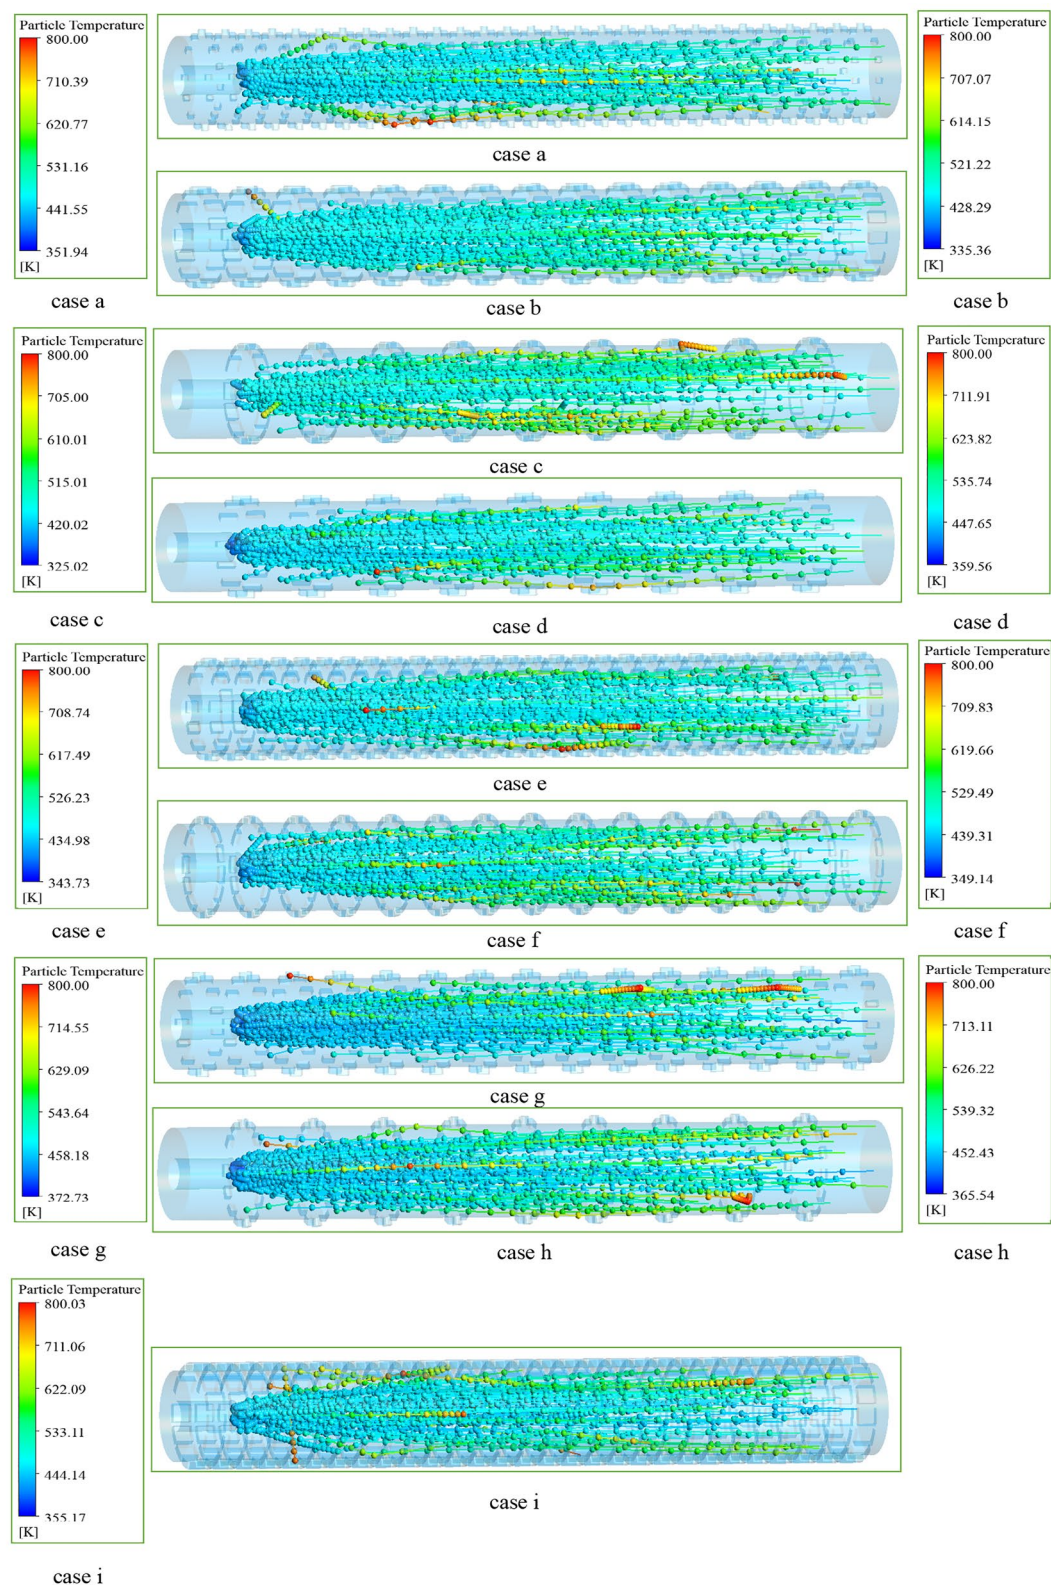 Particle Temperature
800.00
710.39
620.77
531.16
441.55
351.94
[K]
case a
case a
Particle Temperature
800.00
707.07
614.15
521.22
428.29
335.36
[K]
case b
case b
Particle Temperature
800.00
705.00
610.01
515.01
420.02
325.02
[K]
case c
case c
Particle Temperature
800.00
711.91
623.82
535.74
447.65
359.56
[K]
case d
case d
Particle Temperature
800.00
708.74
617.49
526.23
434.98
343.73
[K]
case e
case e
Particle Temperature
800.00
709.83
619.66
529.49
439.31
349.14
[K]
case f
case f
Particle Temperature
800.00
714.55
629.09
543.64
458.18
372.73
[K]
case g
case g
Particle Temperature
800.00
713.11
626.22
539.32
452.43
365.54
[K]
case h
case h
Particle Temperature
800.03
711.06
622.09
533.11
444.14
355.17
[K]
case i
case i